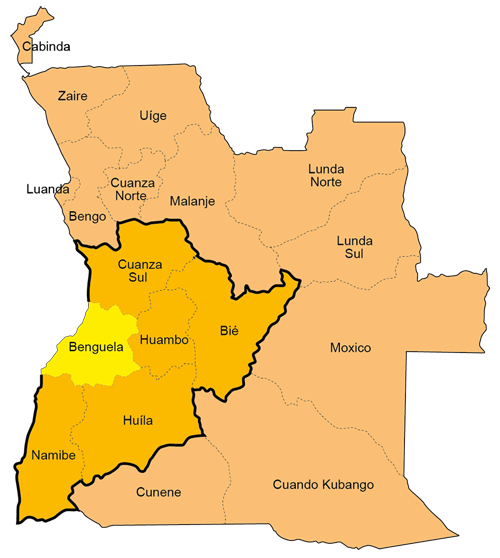 Cabinda
Zaire
Uíge
Luanda
Cuanza
Norte
Bengo
Malanje
Lunda
Norte
Lunda
Sul
Cuanza
Sul
Benguela
Huambo
Bié
Moxico
Huíla
Namibe
Cunene
Cuando Kubango